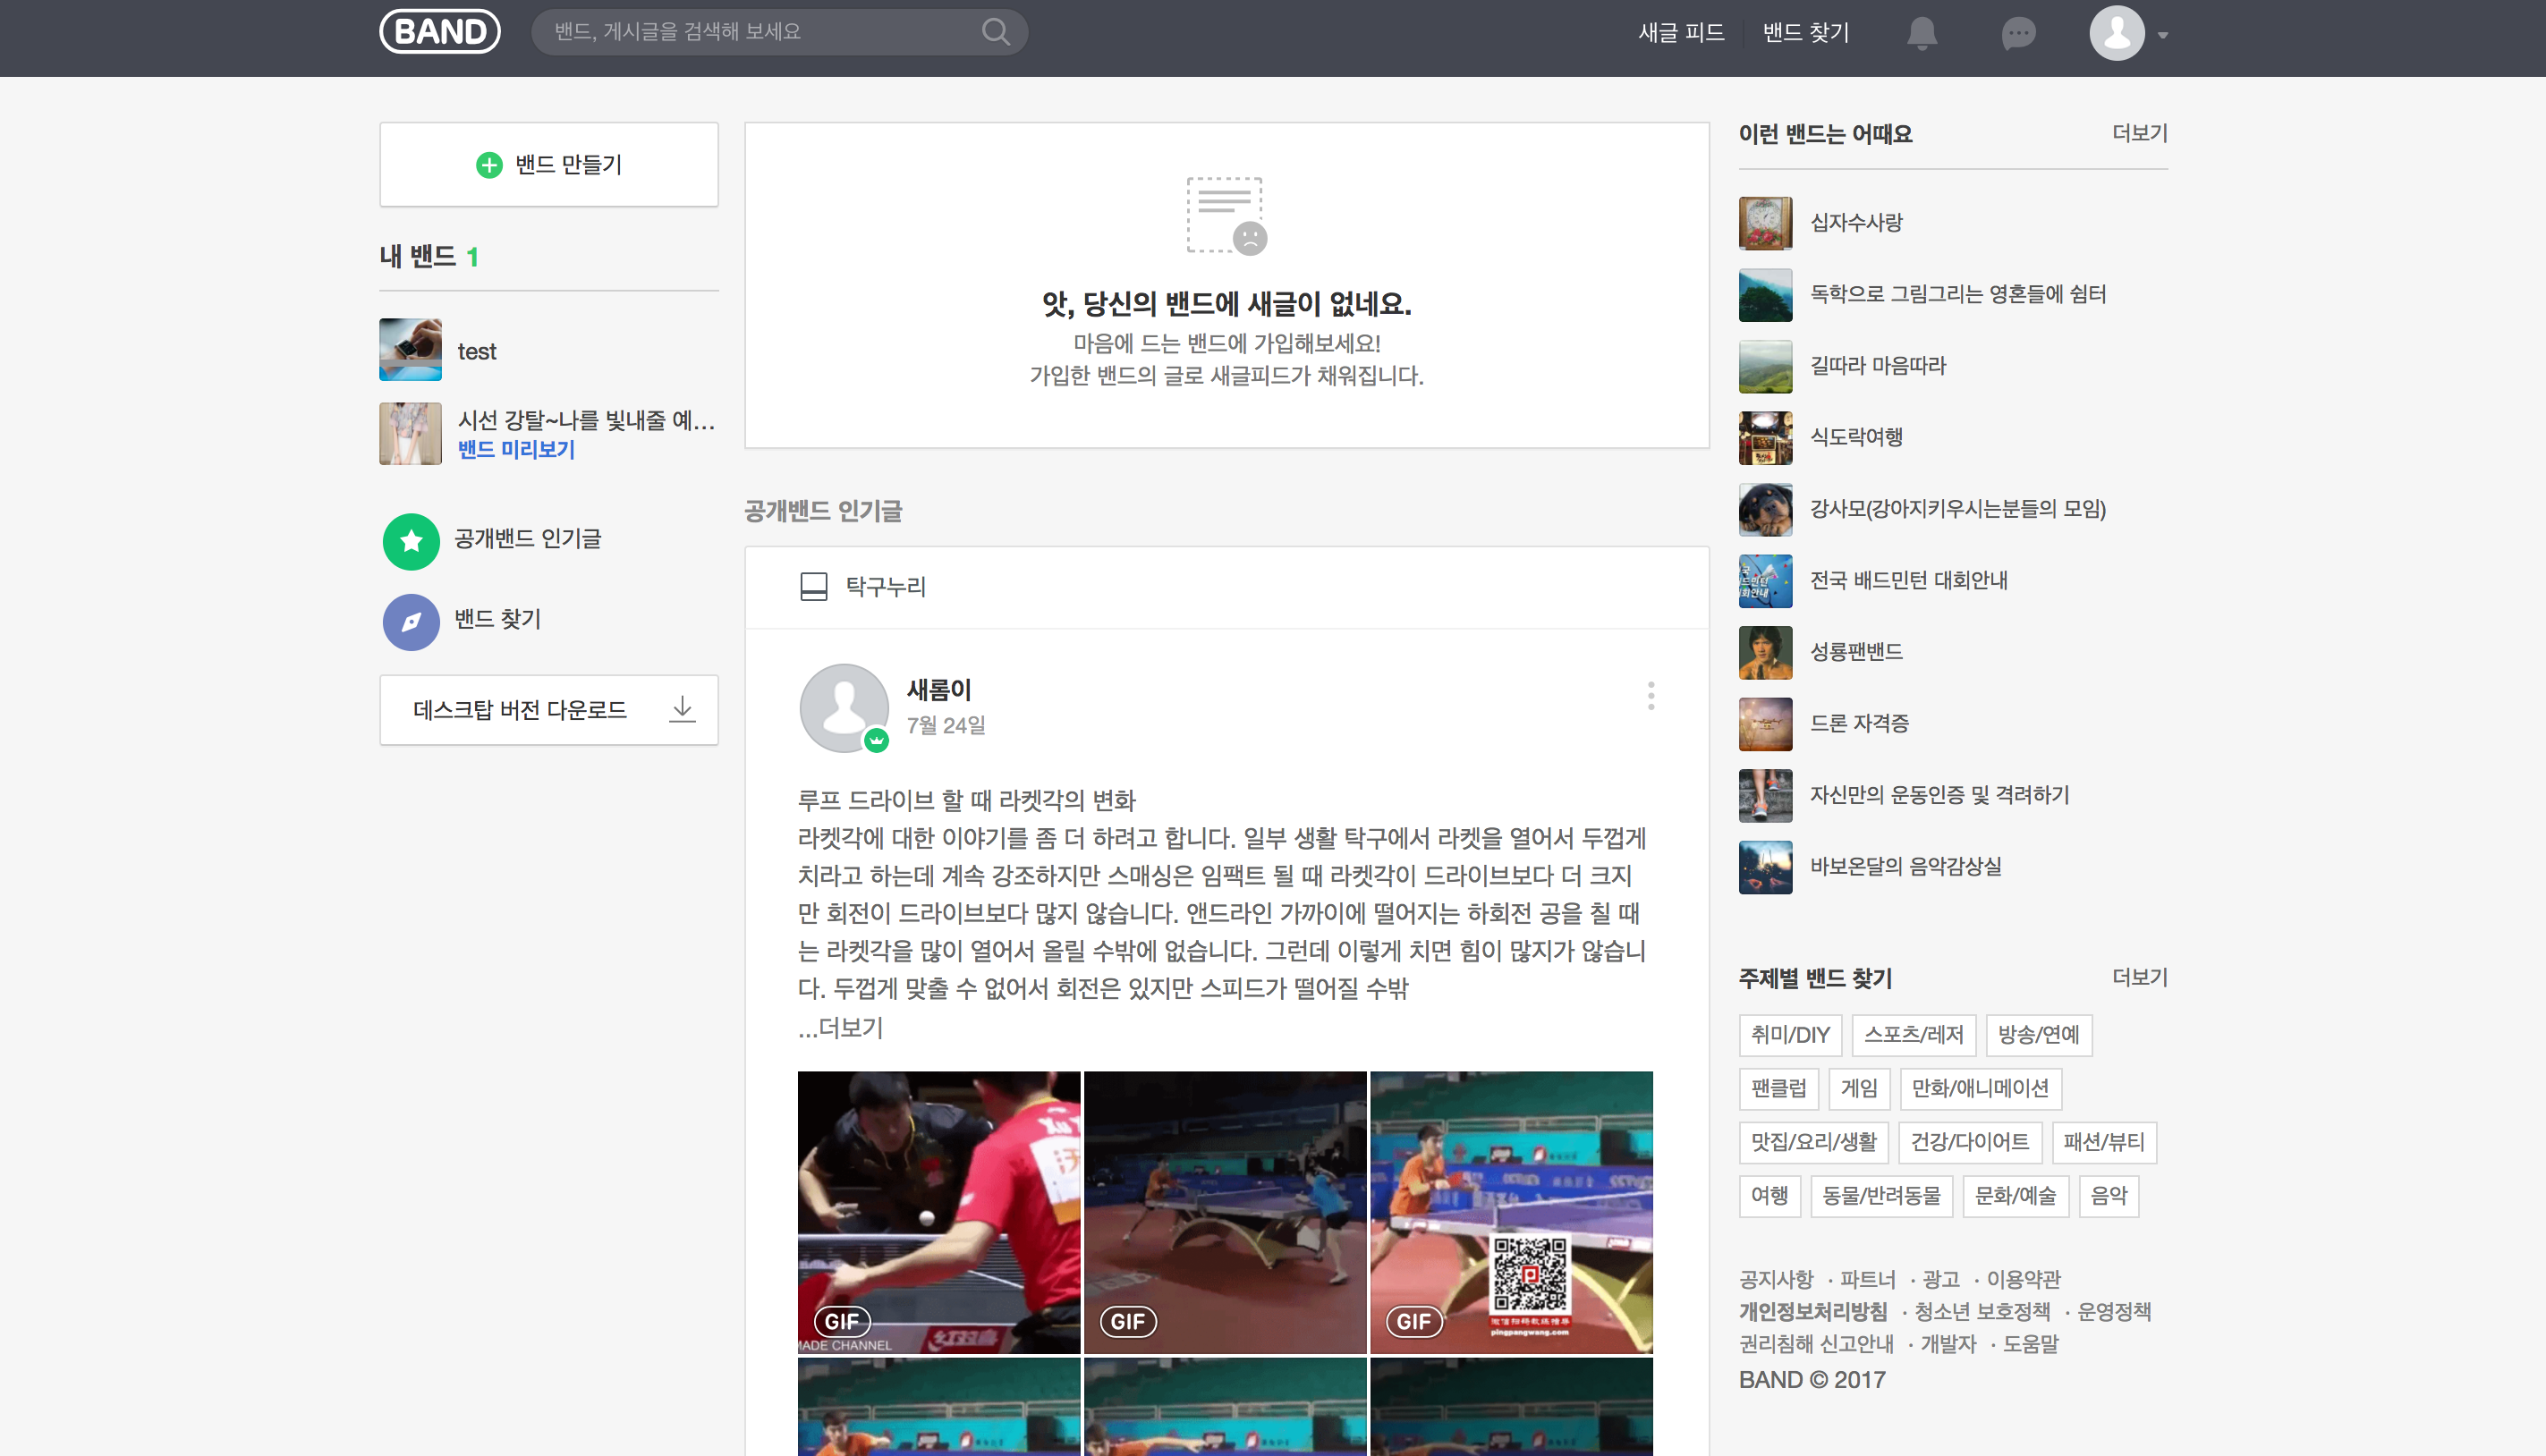 BAND
밴드, 게시글을 검색해 보세요
새글 피드
밴드 찾기
밴드 만들기
내 밴드 1
test
시선 강탈~나를 빛내줄 예...
밴드 미리보기
공개밴드 인기글
밴드 찾기
데스크탑 버전 다운로드
앗, 당신의 밴드에 새글이 없네요.
마음에 드는 밴드에 가입해보세요!
가입한 밴드의 글로 새글피드가 채워집니다.
공개밴드 인기글
탁구누리
새롬이
7월 24일
루프 드라이브 할 때 라켓각의 변화
라켓각에 대한 이야기를 좀 더 하려고 합니다. 일부 생활 탁구에서 라켓을 열어서 두껍게
치라고 하는데 계속 강조하지만 스매싱은 임팩트 될 때 라켓각이 드라이브보다 더 크지
만 회전이 드라이브보다 많지 않습니다. 앤드라인 가까이에 떨어지는 하회전 공을 칠 때
는 라켓각을 많이 열어서 올릴 수밖에 없습니다. 그런데 이렇게 치면 힘이 많지가 않습니
다. 두껍게 맞출 수 없어서 회전은 있지만 스피드가 떨어질 수밖
...더보기
GIF
MADE CHANNEL
GIF
GIF
pingpangwang.com
이런 밴드는 어때요
더보기
십자수사랑
독학으로 그림그리는 영혼들에 쉼터
길따라 마음따라
식도락여행
강사모(강아지키우시는분들의 모임)
전국 배드민턴 대회안내
성룡팬밴드
드론 자격증
자신만의 운동인증 및 격려하기
바보온달의 음악감상실
주제별 밴드 찾기
더보기
취미/DIY
스포츠/레저
방송/연예
팬클럽
게임
만화/애니메이션
맛집/요리/생활
건강/다이어트
패션/뷰티
여행
동물/반려동물
문화/예술
음악
공지사항 · 파트너 · 광고 · 이용약관
개인정보처리방침 · 청소년 보호정책 · 운영정책
권리침해 신고안내 · 개발자 · 도움말
BAND © 2017